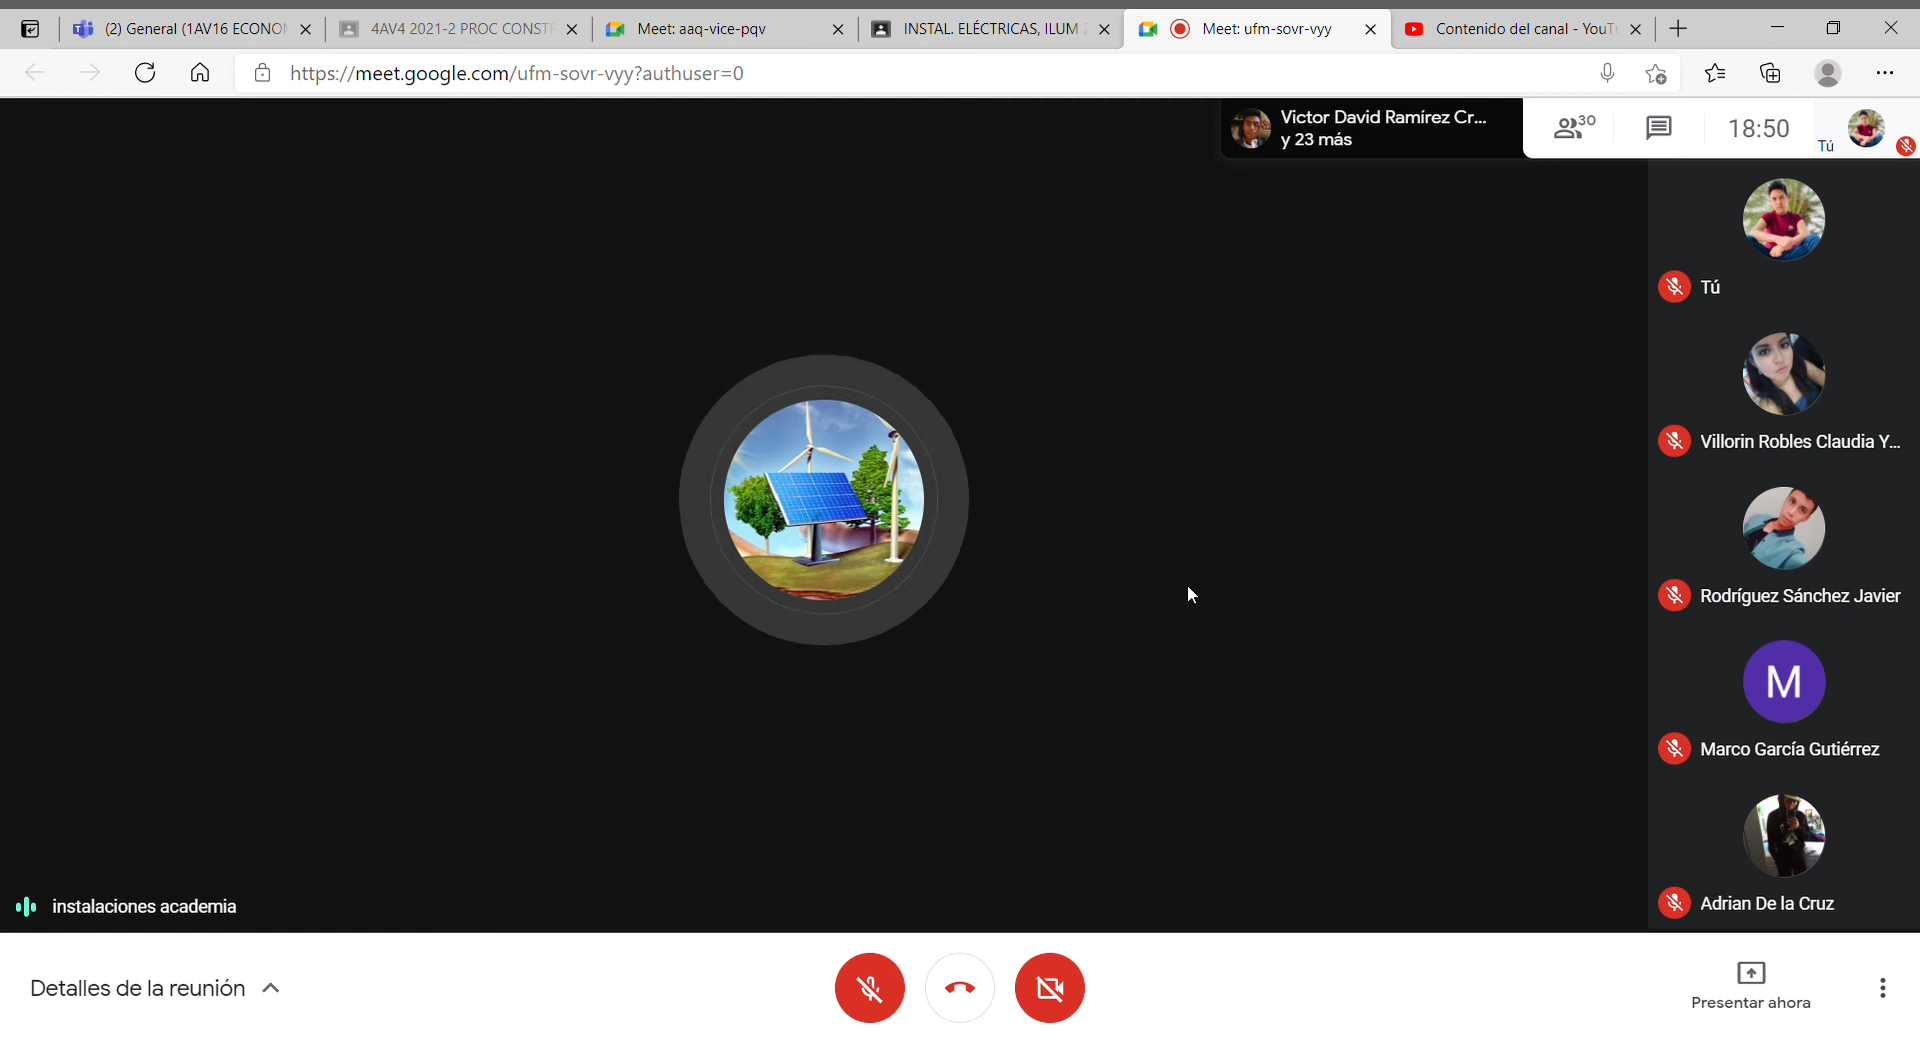 (2) General (1AV16 ECONO
4AV4 2021-2 PROC CONST
Meet: aaq-vice-pqv
INSTAL. ELÉCTRICAS, ILUM
Meet: ufm-sovr-vyy
Contenido del canal - YouT
https://meet.google.com/ufm-sovr-vyy?authuser=0
Victor David Ramírez Cr...
y 23 más
30
18:50
Tú
Tú
Villorin Robles Claudia Y...
Rodríguez Sánchez Javier
M
Marco García Gutiérrez
Adrian De la Cruz
instalaciones academia
Detalles de la reunión
Presentar ahora